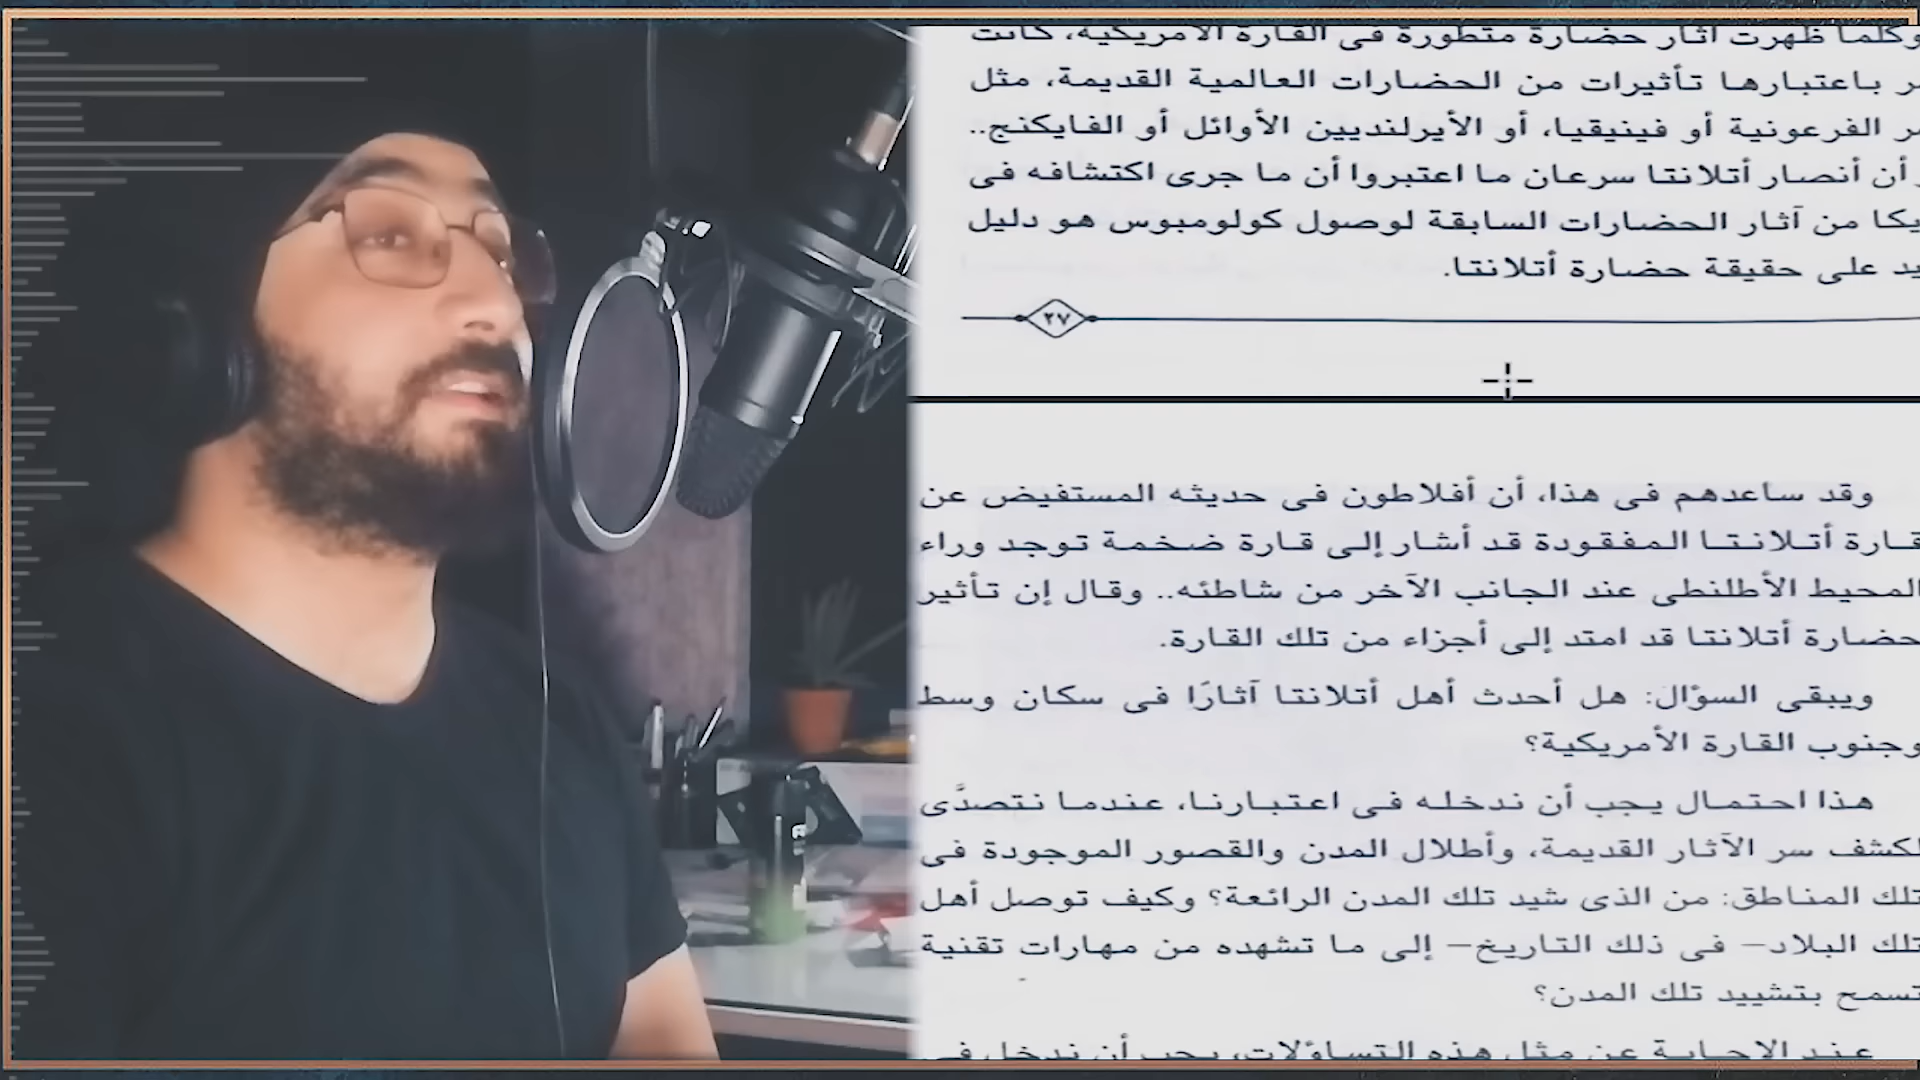 وكلما ظهرت آثار حضارة متطورة فى القارة الأمريكية، كانت
باعتبارها تأثيرات من الحضارات العالمية القديمة، مثل
الفرعونية أو فينيقيا، أو الأيرلنديين الأوائل أو الفايكنج..
أن أنصار أتلانتا سرعان ما اعتبروا أن ما جرى اكتشافه فى
يكا من آثار الحضارات السابقة لوصول كولومبوس هو دليل
يد على حقيقة حضارة أتلانتا.
٢٧
وقد ساعدهم فى هذا، أن أفلاطون فى حديثه المستفيض عن
قارة أتلانتا المفقودة قد أشار إلى قارة ضخمة توجد وراء
المحيط الأطلنطى عند الجانب الآخر من شاطئه.. وقال إن تأثير
حضارة أتلانتا قد امتد إلى أجزاء من تلك القارة.
ويبقى السؤال: هل أحدث أهل أتلانتا آثارًا فى سكان وسط
وجنوب القارة الأمريكية؟
هذا احتمال يجب أن ندخله فى اعتبارنا، عندما نتصدَّى
لكشف سر الآثار القديمة، وأطلال المدن والقصور الموجودة فى
تلك المناطق: من الذى شيد تلك المدن الرائعة؟ وكيف توصل أهل
تلك البلاد– فى ذلك التاريخ– إلى ما تشهده من مهارات تقنية
تسمح بتشييد تلك المدن؟
عند الإجابة عن مثل هذه التساؤلات، يجب أن ندخل فى